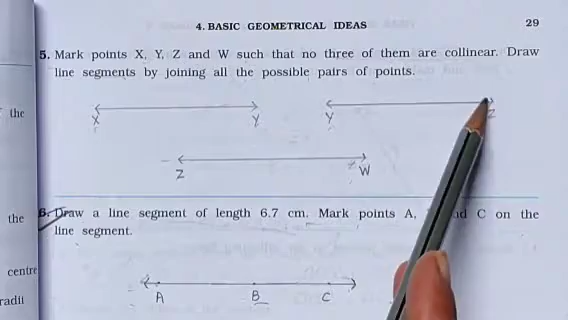 4. BASIC GEOMETRICAL IDEAS 29
5. Mark points X, Y, Z and W such that no three of them are collinear. Draw
line segments by joining all the possible pairs of points.
the
X Y Y Z
Z W
the
6. Draw a line segment of length 6.7 cm. Mark points A, and C on the
line segment.
centre
radii
A B C